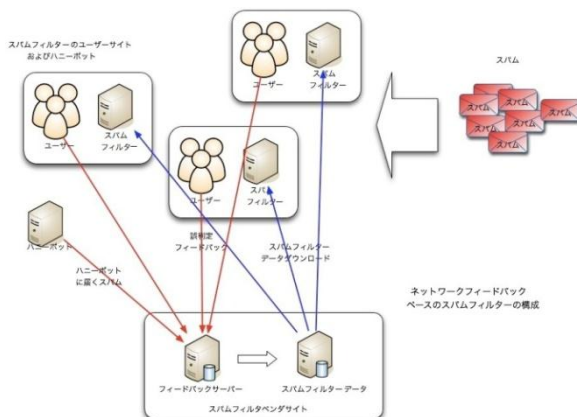 スパムフィルターのユーザーサイト
およびハニーポット
ユーザー
スパム
フィルター
スパム
スパム
スパム
スパム
スパム
スパム
スパム
スパム
ユーザー
スパム
フィルター
ユーザー
スパム
フィルター
ハニーポット
誤判定
フィードバック
スパムフィルター
データダウンロード
ハニーポット
に届くスパム
ネットワークフィードバック
ベースのスパムフィルターの構成
フィードバックサーバー
スパムフィルターデータ
スパムフィルタベンダサイト